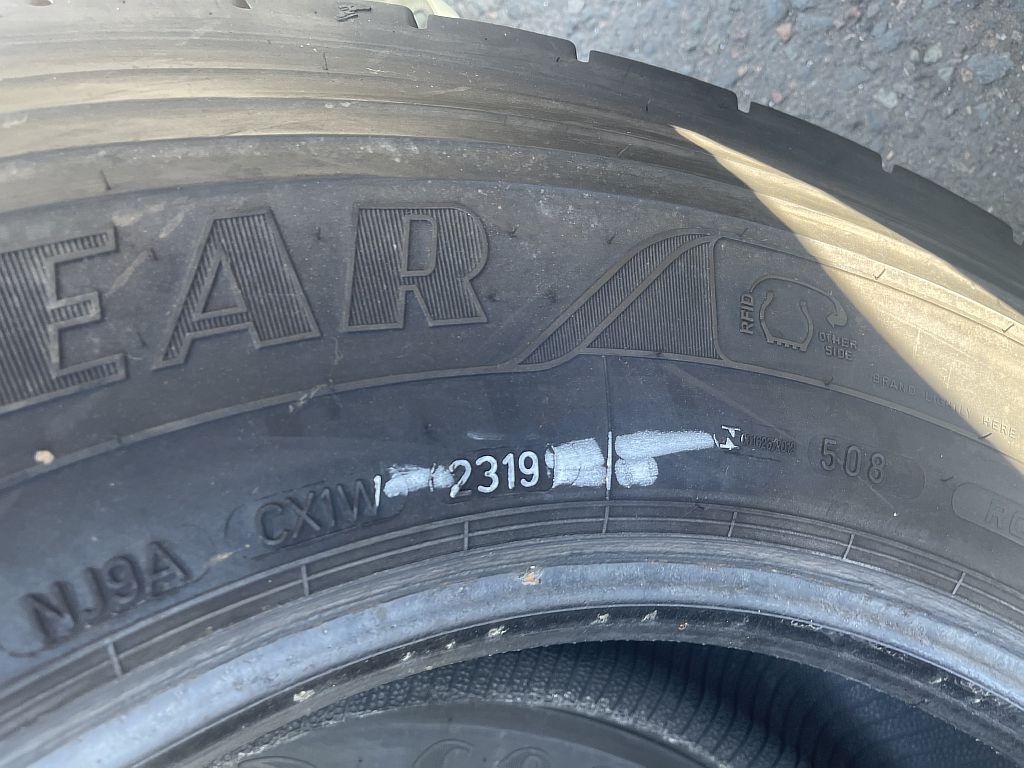 EAR
RFID
OTHER
SIDE
BRAND LIGHTLY HERE
NJ9A CX1W 2319 508